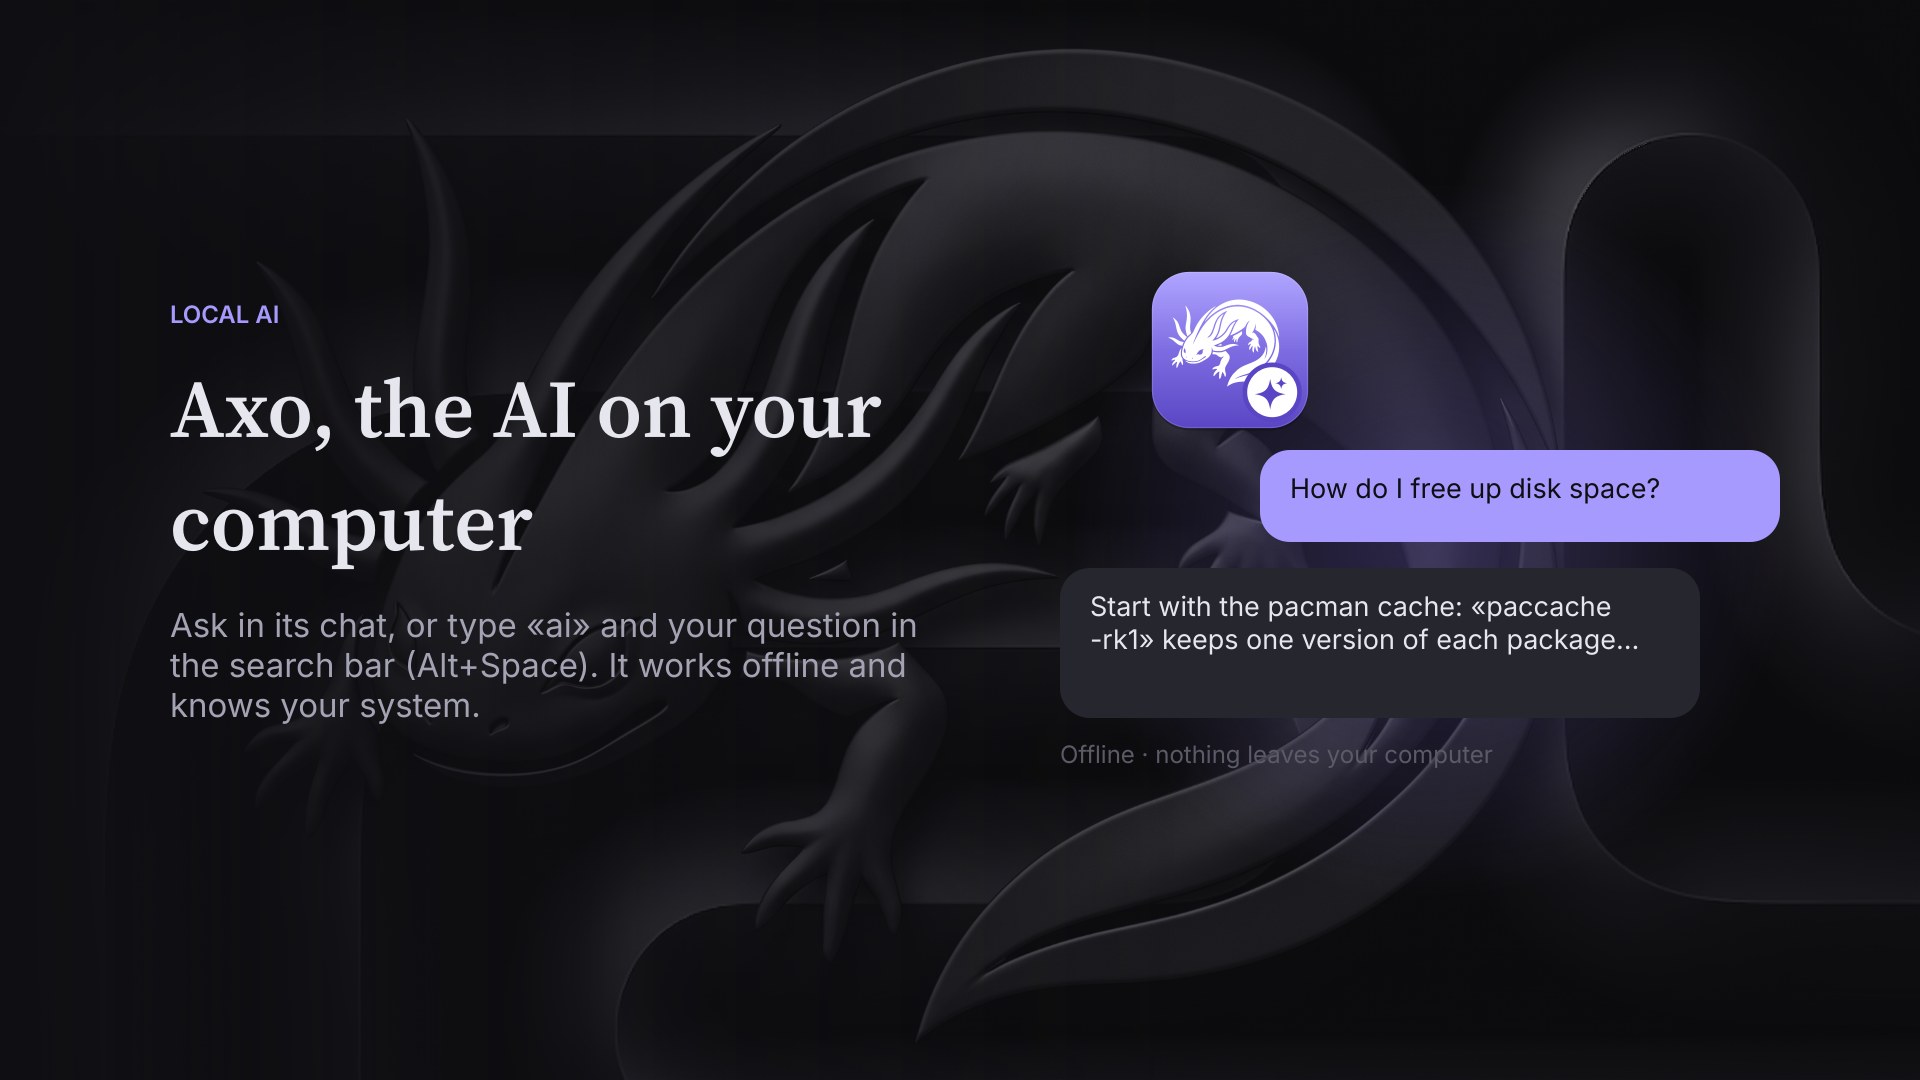 LOCAL AI
Axo, the AI on your
computer
Ask in its chat, or type «ai» and your question in
the search bar (Alt+Space). It works offline and
knows your system.
How do I free up disk space?
Start with the pacman cache: «paccache
-rk1» keeps one version of each package...
Offline · nothing leaves your computer